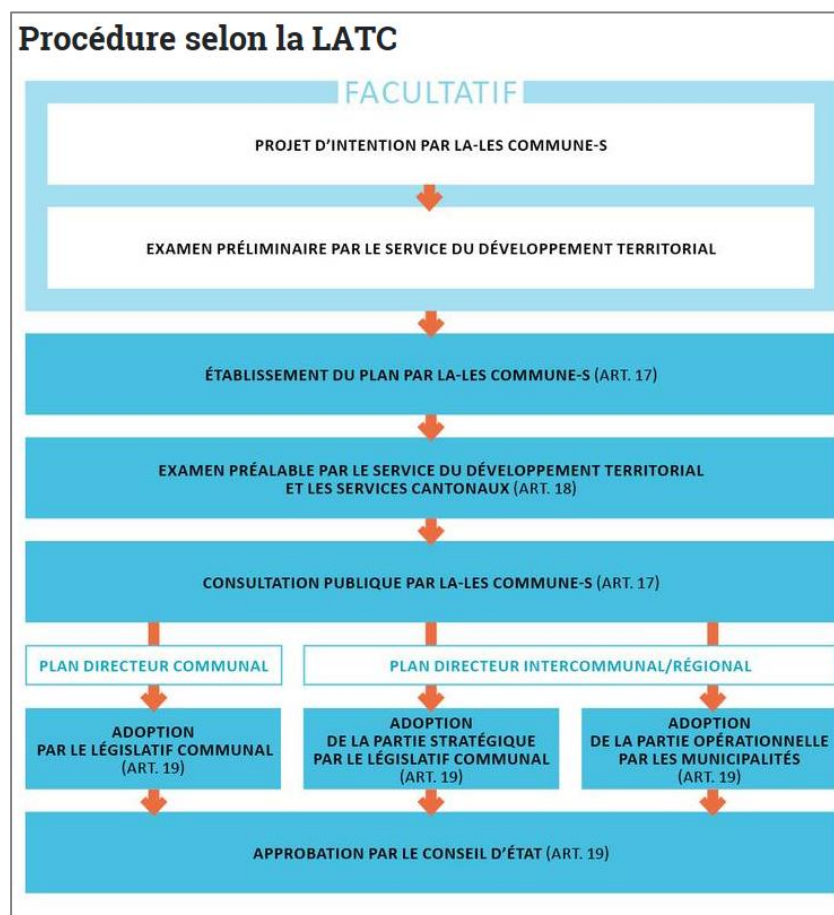 Procédure selon la LATC
FACULTATIF
PROJET D'INTENTION PAR LA-LES COMMUNE-S
EXAMEN PRÉLIMINAIRE PAR LE SERVICE DU DÉVELOPPEMENT TERRITORIAL
ÉTABLISSEMENT DU PLAN PAR LA-LES COMMUNE-S (ART. 17)
EXAMEN PRÉALABLE PAR LE SERVICE DU DÉVELOPPEMENT TERRITORIAL
ET LES SERVICES CANTONAUX (ART. 18)
CONSULTATION PUBLIQUE PAR LA-LES COMMUNE-S (ART. 17)
PLAN DIRECTEUR COMMUNAL
PLAN DIRECTEUR INTERCOMMUNAL/RÉGIONAL
ADOPTION
PAR LE LÉGISLATIF COMMUNAL
(ART. 19)
ADOPTION
DE LA PARTIE STRATÉGIQUE
PAR LE LÉGISLATIF COMMUNAL
(ART. 19)
ADOPTION
DE LA PARTIE OPÉRATIONNELLE
PAR LES MUNICIPALITÉS
(ART. 19)
APPROBATION PAR LE CONSEIL D'ÉTAT (ART. 19)